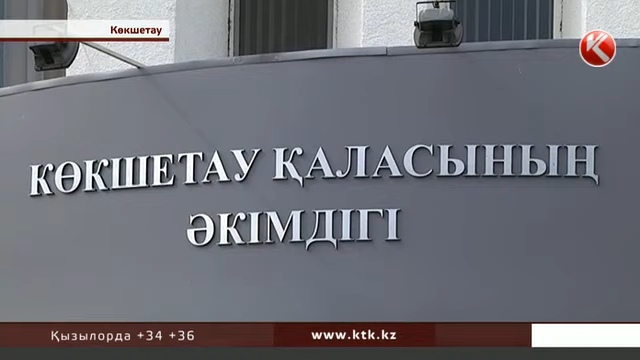 Көкшетау
КӨКШЕТАУ ҚАЛАСЫНЫҢ
ӘКІМДІГІ
Қызылорда +34 +36
www.ktk.kz